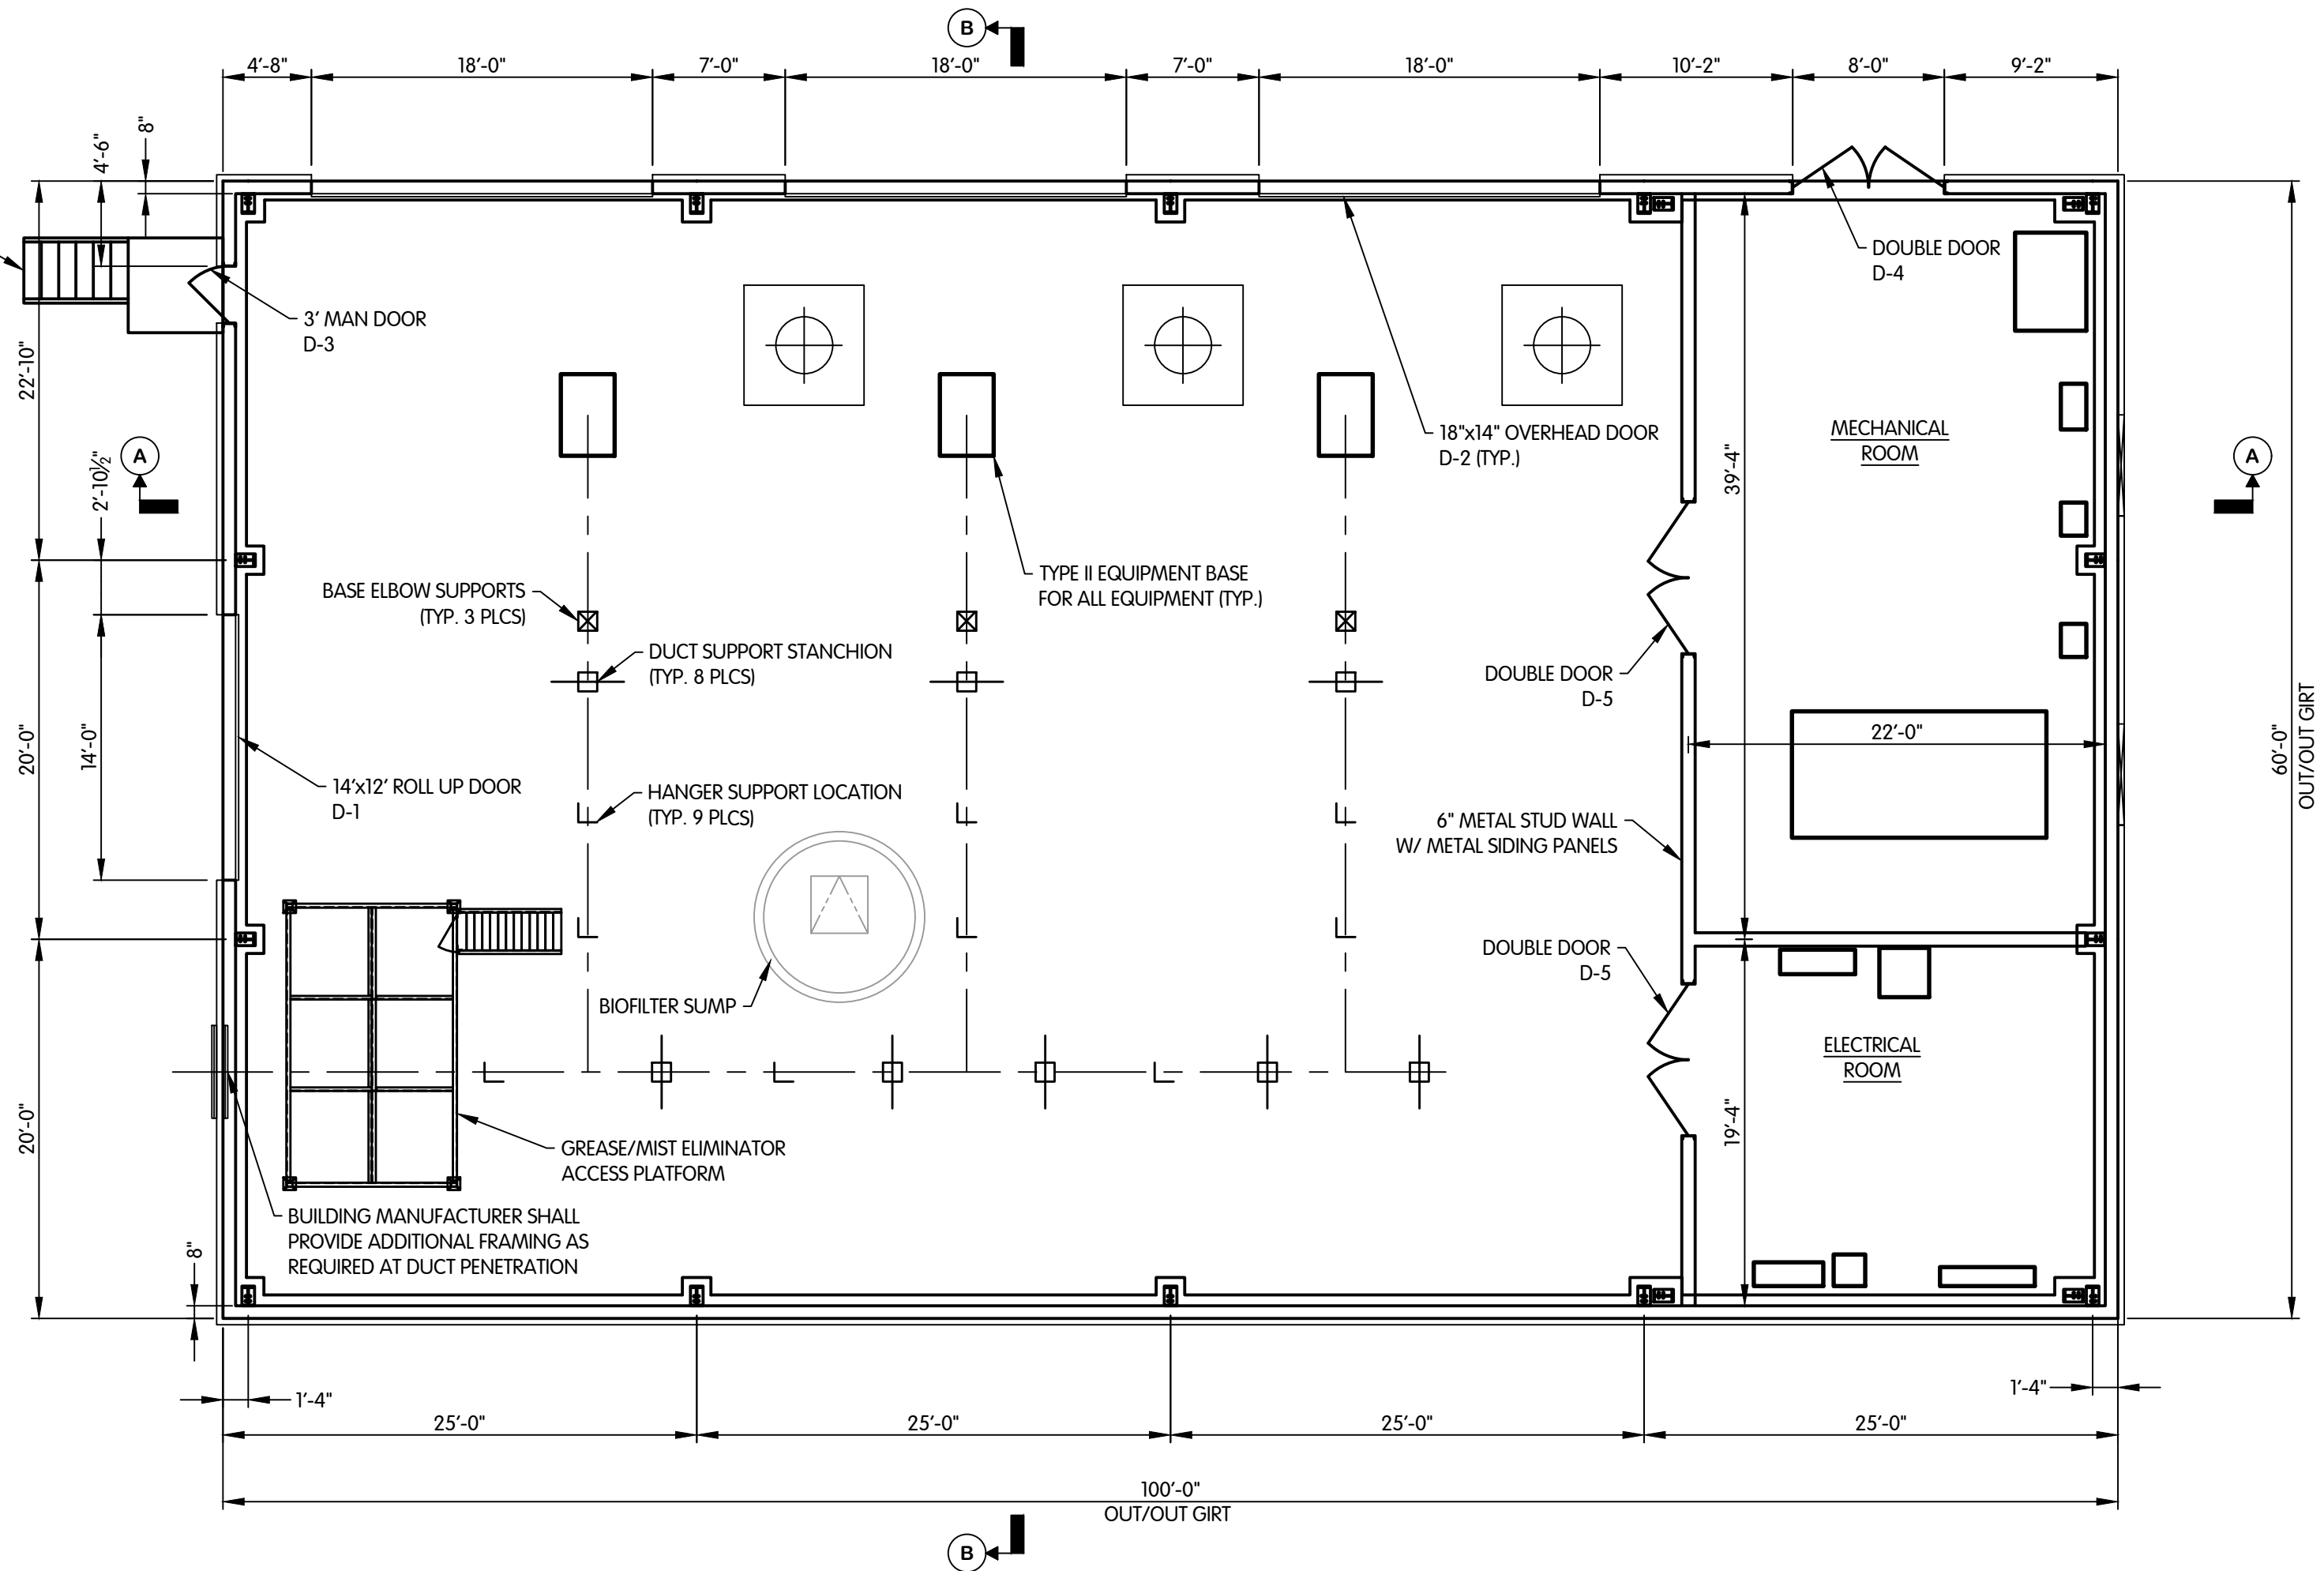 B
4'-8" 18'-0" 7'-0" 18'-0" 7'-0" 18'-0" 10'-2" 8'-0" 9'-2"
8"
4'-6"
22'-10"
2'-10½"
20'-0"
14'-0"
20'-0"
8"
A
3' MAN DOOR
D-3
DOUBLE DOOR
D-4
18"x14" OVERHEAD DOOR
D-2 (TYP.)
MECHANICAL
ROOM
A
39'-4"
TYPE II EQUIPMENT BASE
FOR ALL EQUIPMENT (TYP.)
BASE ELBOW SUPPORTS
(TYP. 3 PLCS)
DUCT SUPPORT STANCHION
(TYP. 8 PLCS)
DOUBLE DOOR
D-5
22'-0"
60'-0"
OUT/OUT GIRT
14'x12' ROLL UP DOOR
D-1
HANGER SUPPORT LOCATION
(TYP. 9 PLCS)
6" METAL STUD WALL
W/ METAL SIDING PANELS
DOUBLE DOOR
D-5
BIOFILTER SUMP
ELECTRICAL
ROOM
19'-4"
GREASE/MIST ELIMINATOR
ACCESS PLATFORM
BUILDING MANUFACTURER SHALL
PROVIDE ADDITIONAL FRAMING AS
REQUIRED AT DUCT PENETRATION
1'-4" 1'-4"
25'-0" 25'-0" 25'-0" 25'-0"
100'-0"
OUT/OUT GIRT
B